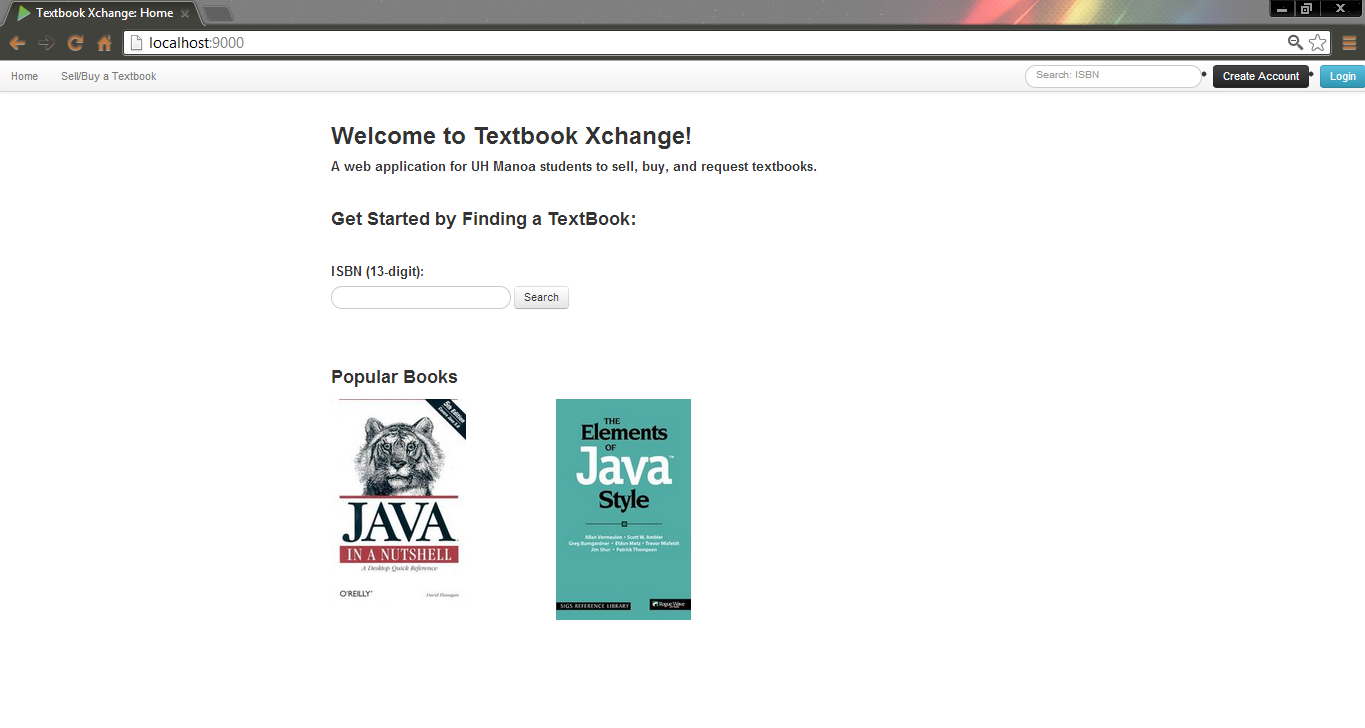 Textbook Xchange: Home
localhost:9000
Home Sell/Buy a Textbook Search: ISBN Create Account Login
Welcome to Textbook Xchange!
A web application for UH Manoa students to sell, buy, and request textbooks.
Get Started by Finding a TextBook:
ISBN (13-digit):
Search
Popular Books
5th Edition
JAVA
IN A NUTSHELL
A Desktop Quick Reference
O'REILLY
David Flanagan
THE
Elements
OF
Java™
Style
Allan Vermeulen • Scott W. Ambler
Greg Bumgardner • Eldon Metz • Trevor Misfeldt
Jim Shur • Patrick Thompson
SIGS REFERENCE LIBRARY
RogueWave